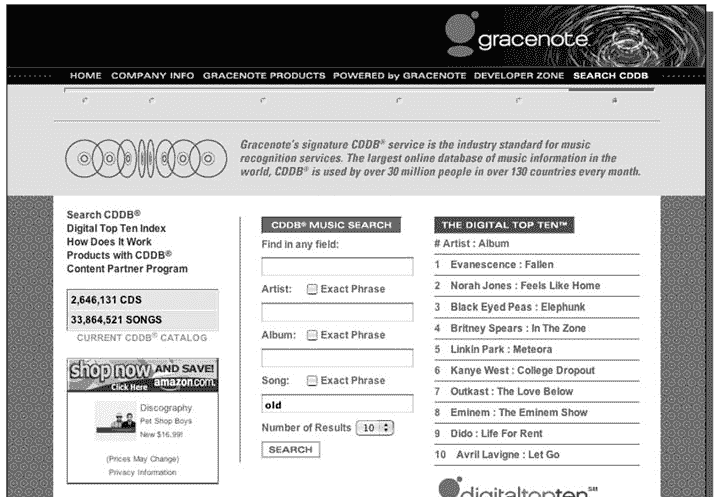 gracenote
HOME COMPANY INFO GRACENOTE PRODUCTS POWERED by GRACENOTE DEVELOPER ZONE SEARCH CDDB
Gracenote's signature CDDB® service is the industry standard for music
recognition services. The largest online database of music information in the
world, CDDB® is used by over 30 million people in over 130 countries every month.
Search CDDB®
Digital Top Ten Index
How Does It Work
Products with CDDB®
Content Partner Program
2,646,131 CDS
33,864,521 SONGS
CURRENT CDDB® CATALOG
shop now AND SAVE!
Click Here amazon.com.
Discography
Pet Shop Boys
New $16.99!
(Prices May Change)
Privacy Information
CDDB® MUSIC SEARCH
Find in any field:
Artist: Exact Phrase
Album: Exact Phrase
Song: Exact Phrase
old
Number of Results 10
SEARCH
THE DIGITAL TOP TEN™
# Artist : Album
1 Evanescence : Fallen
2 Norah Jones : Feels Like Home
3 Black Eyed Peas : Elephunk
4 Britney Spears : In The Zone
5 Linkin Park : Meteora
6 Kanye West : College Dropout
7 Outkast : The Love Below
8 Eminem : The Eminem Show
9 Dido : Life For Rent
10 Avril Lavigne : Let Go
digitaltopten℠